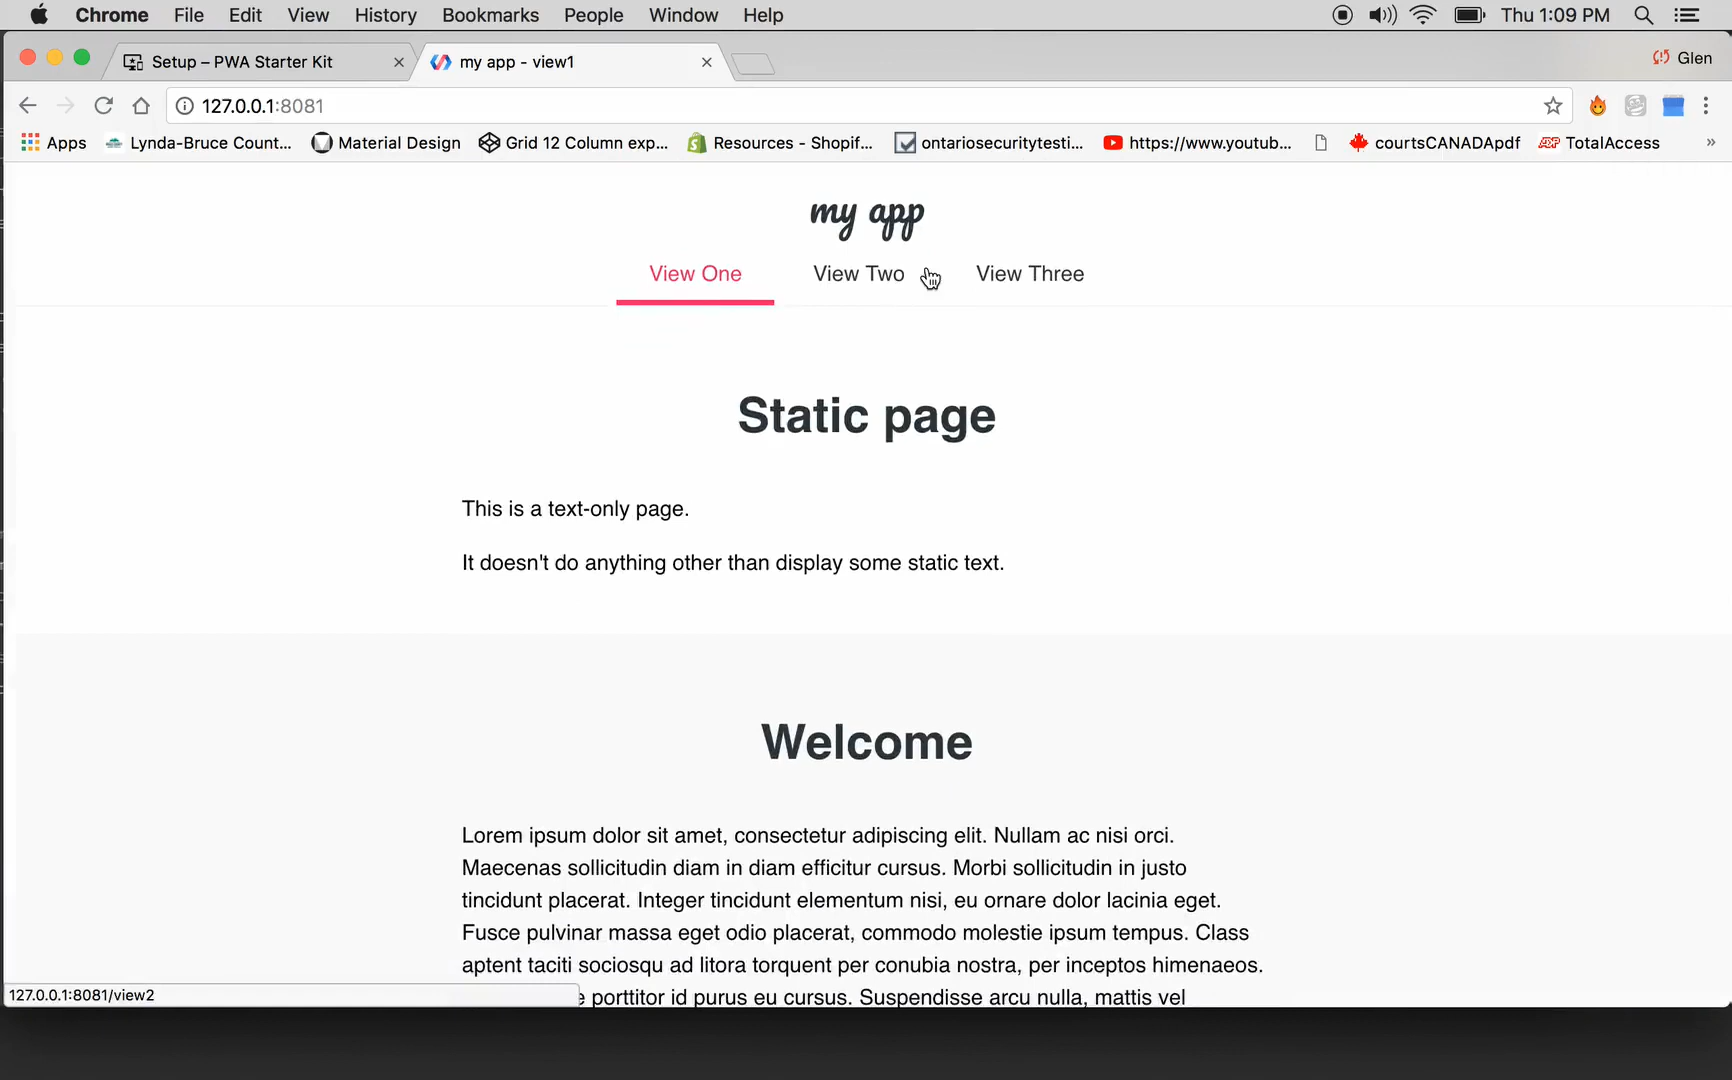 Chrome File Edit View History Bookmarks People Window Help Thu 1:09 PM
Setup – PWA Starter Kit my app - view1 Glen
127.0.0.1:8081
Apps Lynda-Bruce Count... Material Design Grid 12 Column exp... Resources - Shopif... ontariosecuritytesti... https://www.youtub... courtsCANADApdf ADP TotalAccess »
my app
View One View Two View Three
Static page
This is a text-only page.
It doesn't do anything other than display some static text.
Welcome
Lorem ipsum dolor sit amet, consectetur adipiscing elit. Nullam ac nisi orci.
Maecenas sollicitudin diam in diam efficitur cursus. Morbi sollicitudin in justo
tincidunt placerat. Integer tincidunt elementum nisi, eu ornare dolor lacinia eget.
Fusce pulvinar massa eget odio placerat, commodo molestie ipsum tempus. Class
aptent taciti sociosqu ad litora torquent per conubia nostra, per inceptos himenaeos.
porttitor id purus eu cursus. Suspendisse arcu nulla, mattis vel
127.0.0.1:8081/view2